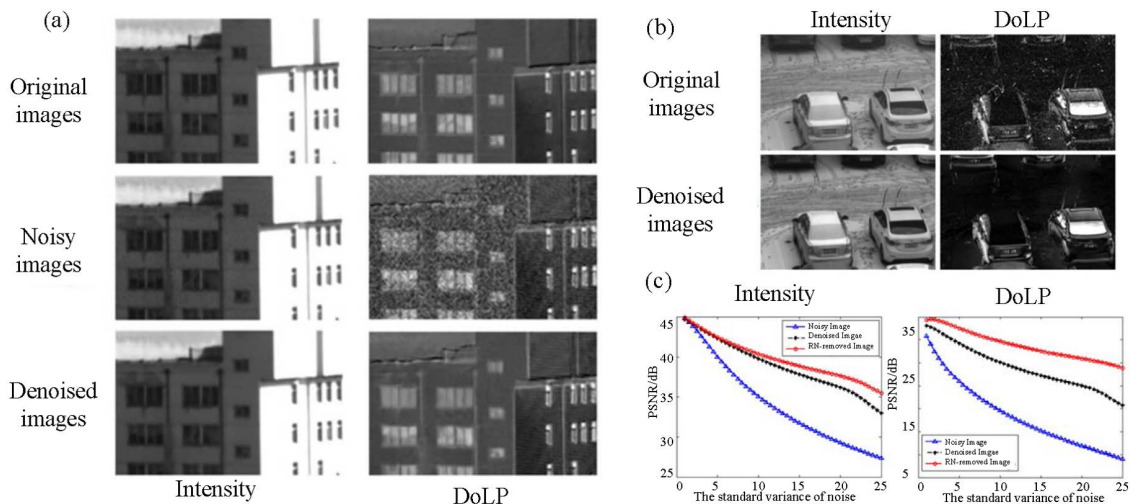 (a)
Original
images
Noisy
images
Denoised
images
Intensity
DoLP
(b)
Intensity
DoLP
Original
images
Denoised
images
(c)
Intensity
DoLP
45
40
35
30
25
PSNR/dB
Noisy Image
Denoised Imgae
RN-removed Image
0
5
10
15
20
25
The standard variance of noise
35
25
15
5
PSNR/dB
Noisy Image
Denoised Imgae
RN-removed Image
0
5
10
15
20
25
The standard variance of noise